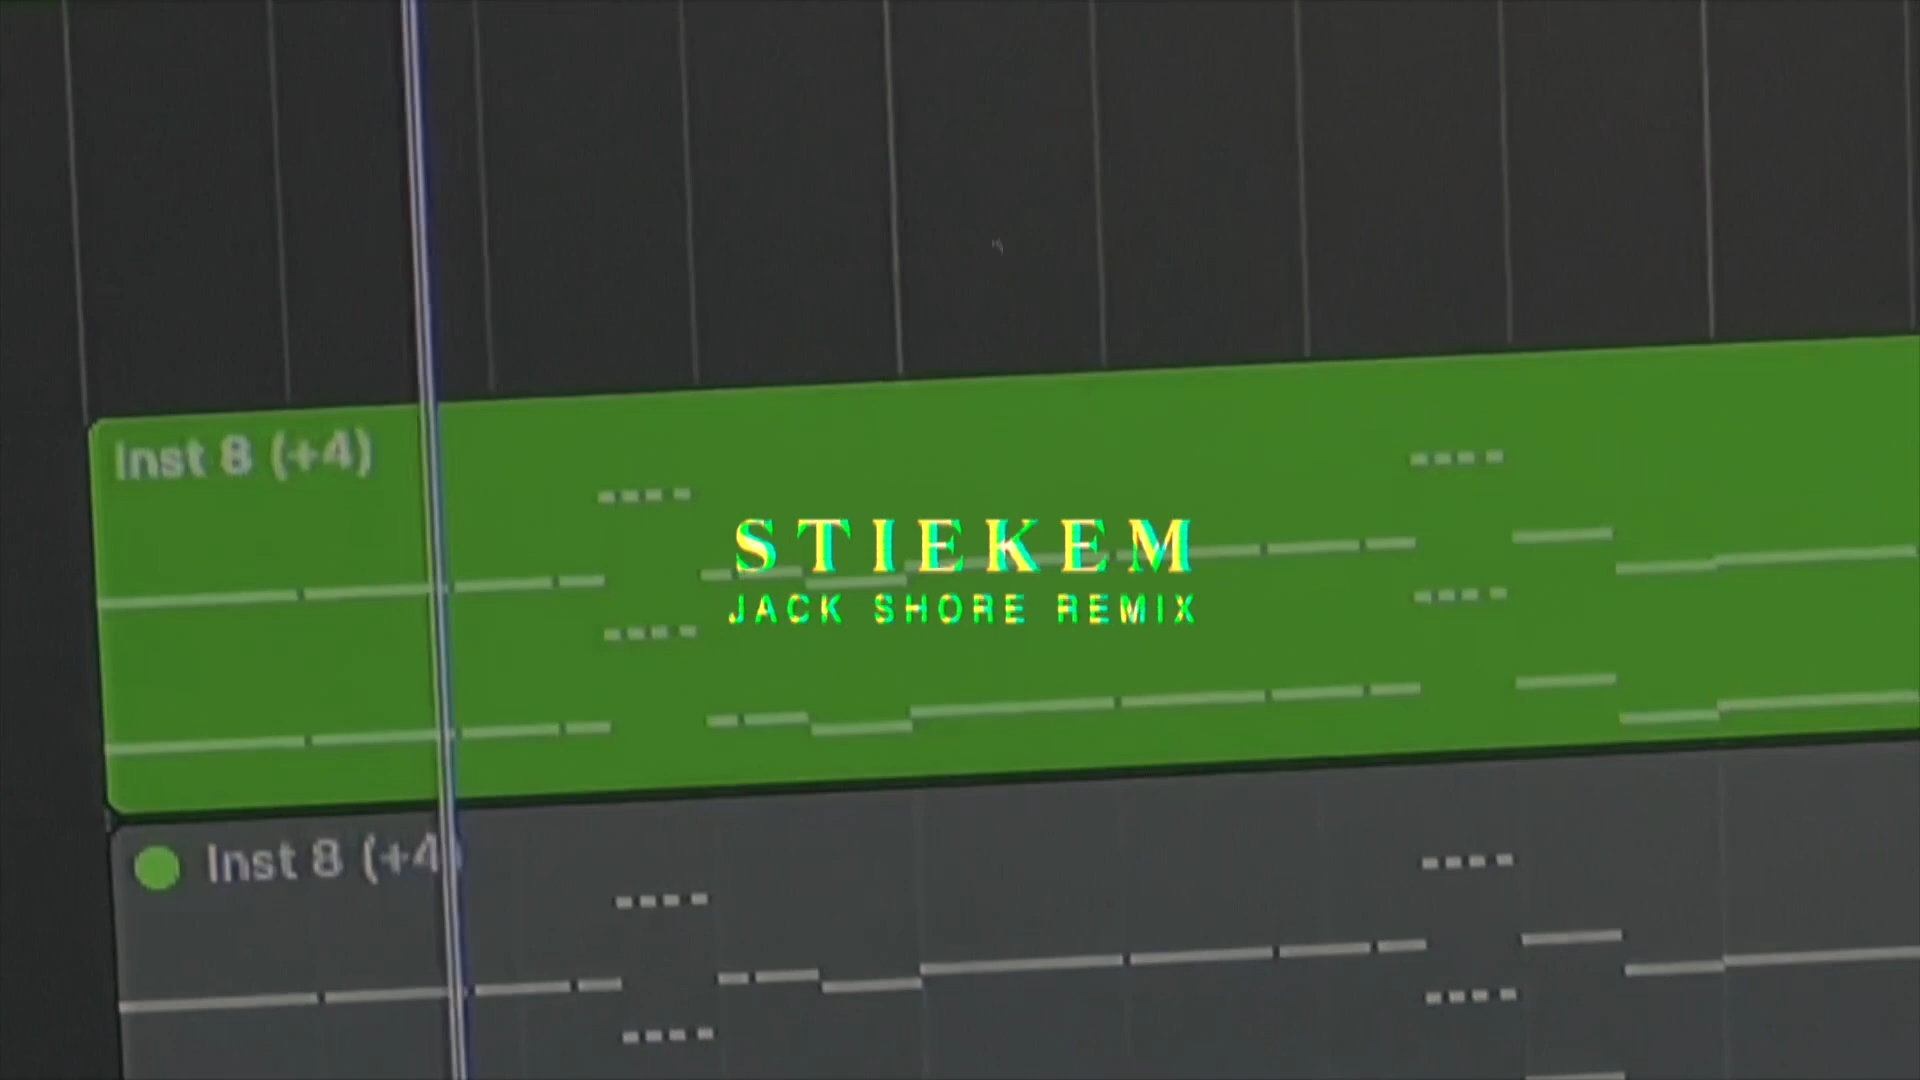 Inst 8 (+4)
STIEKEM
JACK SHORE REMIX
Inst 8 (+4)